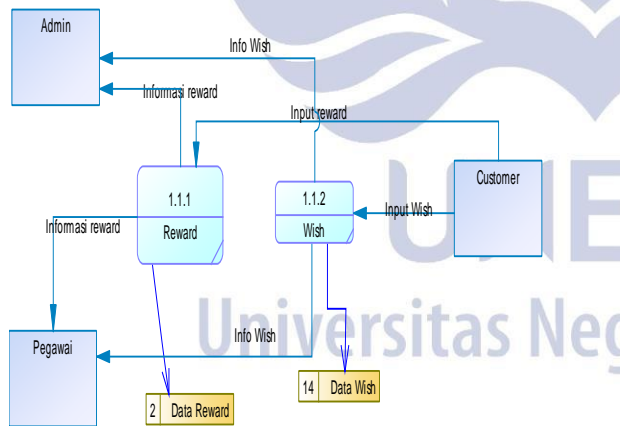 Admin
Info Wish
Informasi reward
Input reward
1.1.1
Reward
1.1.2
Wish
Customer
Input Wish
Informasi reward
Pegawai
Info Wish
2 Data Reward
14 Data Wish
Universitas Neg